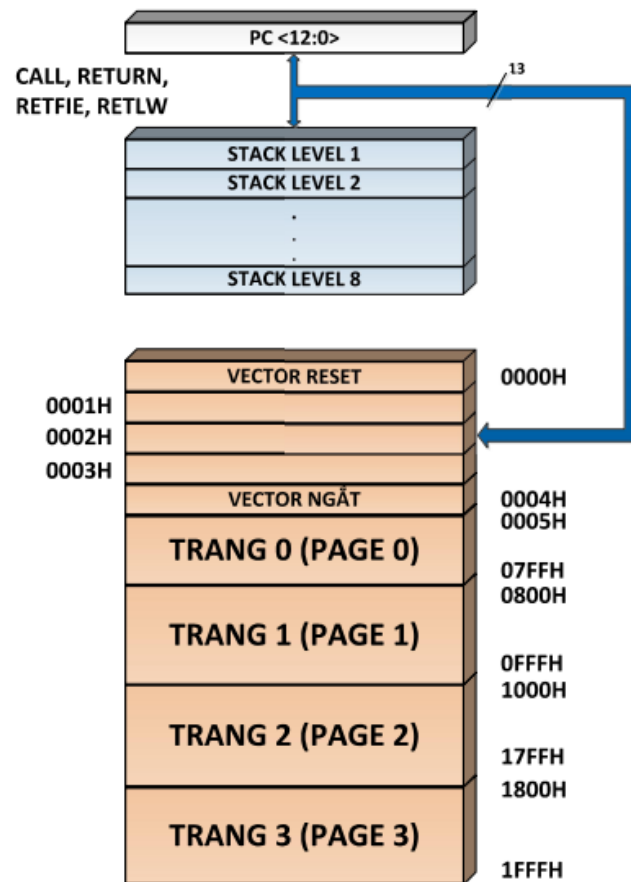 PC <12:0>
13
CALL, RETURN,
RETFIE, RETLW
STACK LEVEL 1
STACK LEVEL 2
.
.
.
STACK LEVEL 8
VECTOR RESET
0000H
0001H
0002H
0003H
VECTOR NGẮT
0004H
0005H
TRANG 0 (PAGE 0)
07FFH
0800H
TRANG 1 (PAGE 1)
0FFFH
1000H
TRANG 2 (PAGE 2)
17FFH
1800H
TRANG 3 (PAGE 3)
1FFFH